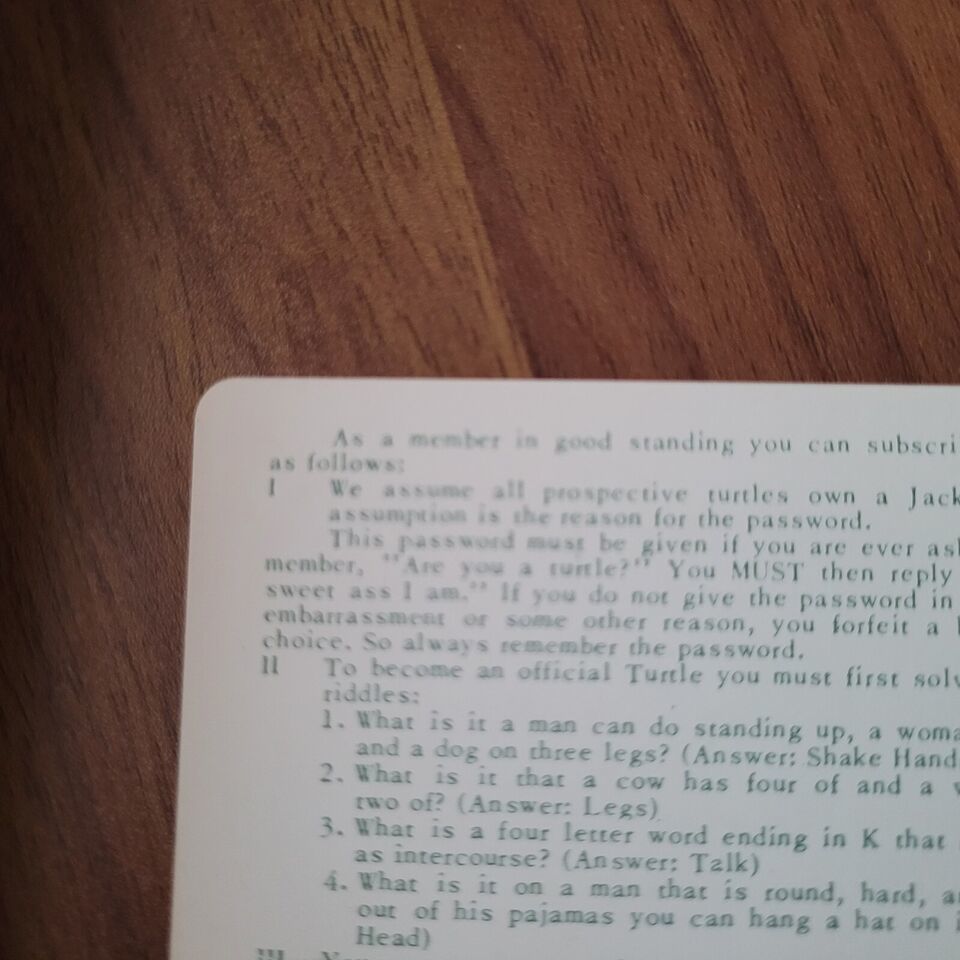 As a member in good standing you can subscri
as follows:
I We assume all prospective turtles own a Jack
assumption is the reason for the password.
This password must be given if you are ever as
member, "Are you a turtle?" You MUST then reply
sweet ass I am." If you do not give the password in
embarrassment or some other reason, you forfeit a
choice. So always remember the password.
II To become an official Turtle you must first solv
riddles:
1. What is it a man can do standing up, a woma
and a dog on three legs? (Answer: Shake Hand
2. What is it that a cow has four of and a
two of? (Answer: Legs)
3. What is a four letter word ending in K that
as intercourse? (Answer: Talk)
4. What is it on a man that is round, hard, a
out of his pajamas you can hang a hat on
Head)
III